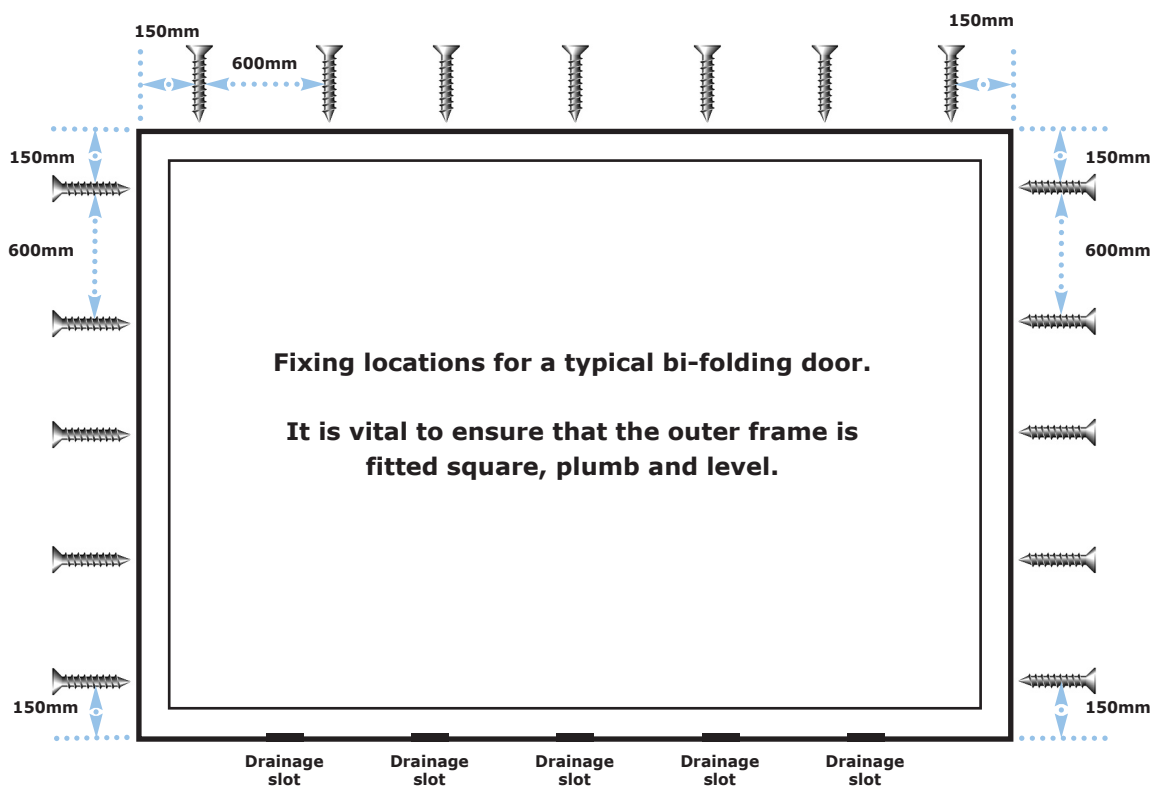 150mm
150mm
600mm
150mm
150mm
600mm
600mm
Fixing locations for a typical bi-folding door.
It is vital to ensure that the outer frame is
fitted square, plumb and level.
150mm
150mm
Drainage
slot
Drainage
slot
Drainage
slot
Drainage
slot
Drainage
slot